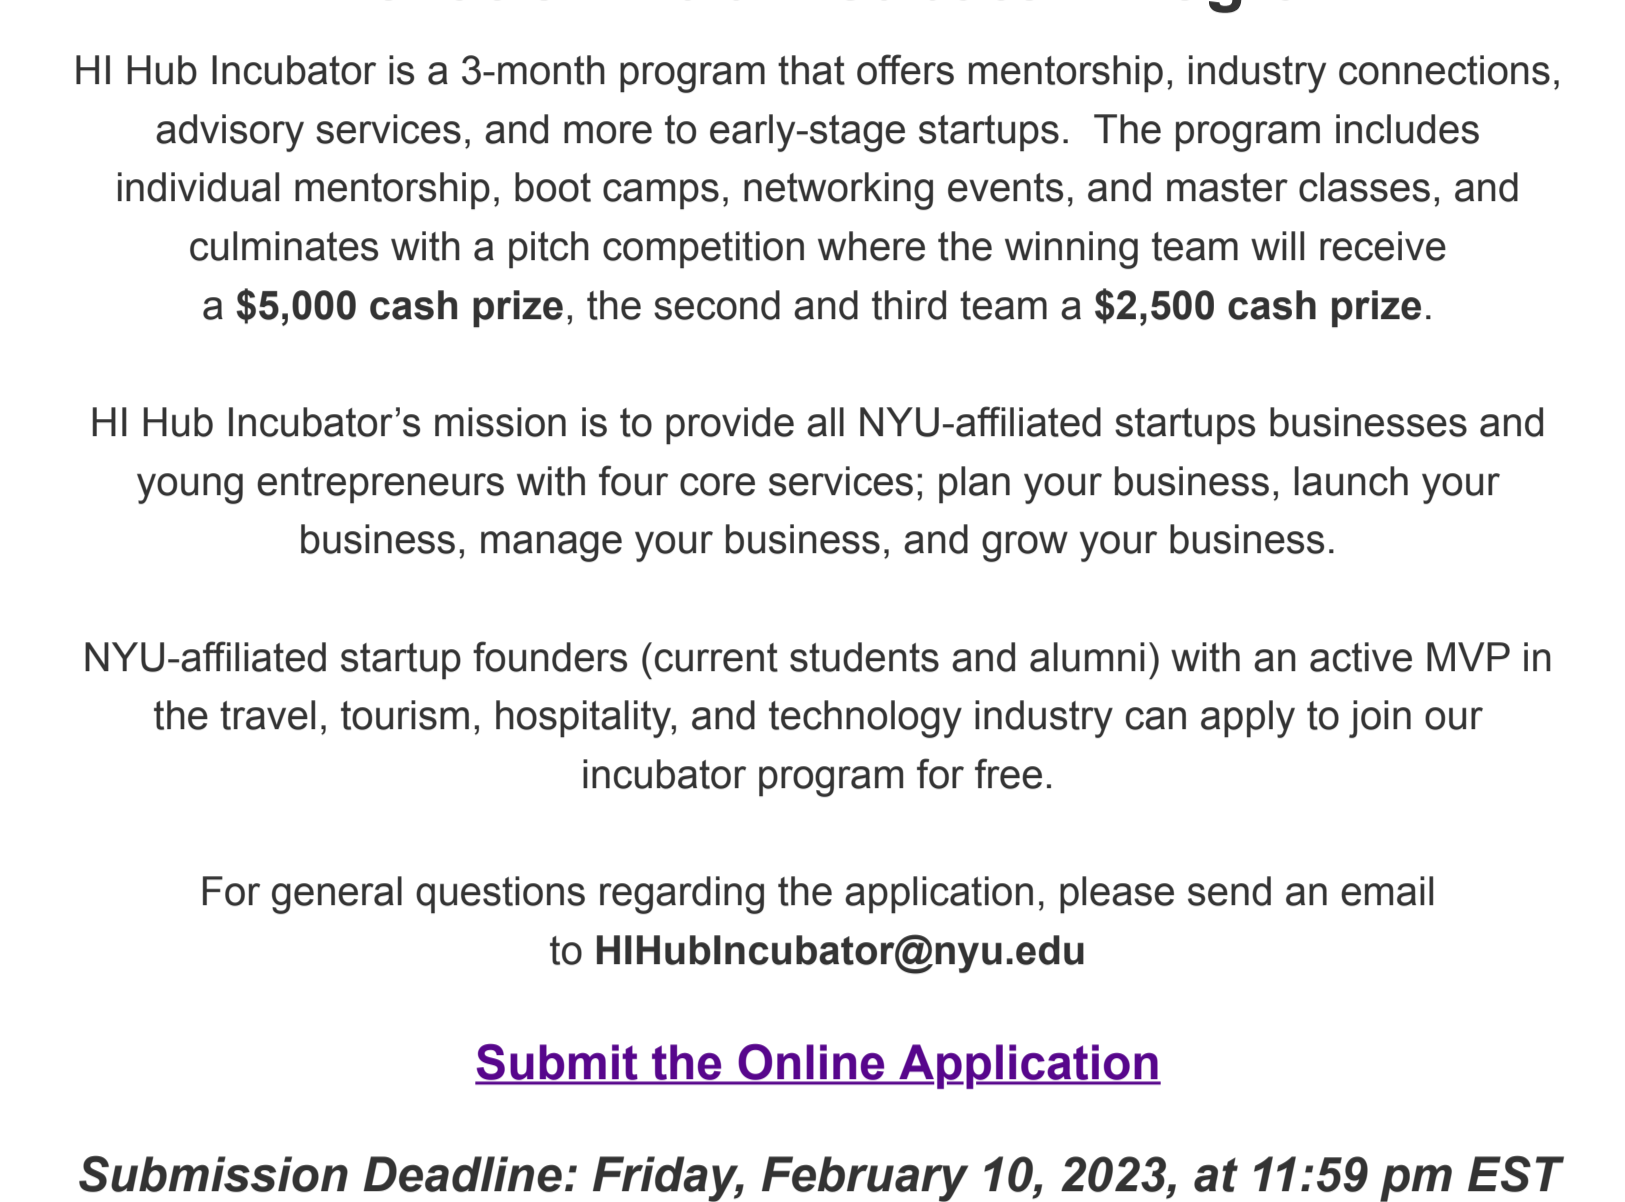 HI Hub Incubator is a 3-month program that offers mentorship, industry connections,
advisory services, and more to early-stage startups.  The program includes
individual mentorship, boot camps, networking events, and master classes, and
culminates with a pitch competition where the winning team will receive
a $5,000 cash prize, the second and third team a $2,500 cash prize.
HI Hub Incubator’s mission is to provide all NYU-affiliated startups businesses and
young entrepreneurs with four core services; plan your business, launch your
business, manage your business, and grow your business.
NYU-affiliated startup founders (current students and alumni) with an active MVP in
the travel, tourism, hospitality, and technology industry can apply to join our
incubator program for free.
For general questions regarding the application, please send an email
to HIHubIncubator@nyu.edu
Submit the Online Application
Submission Deadline: Friday, February 10, 2023, at 11:59 pm EST